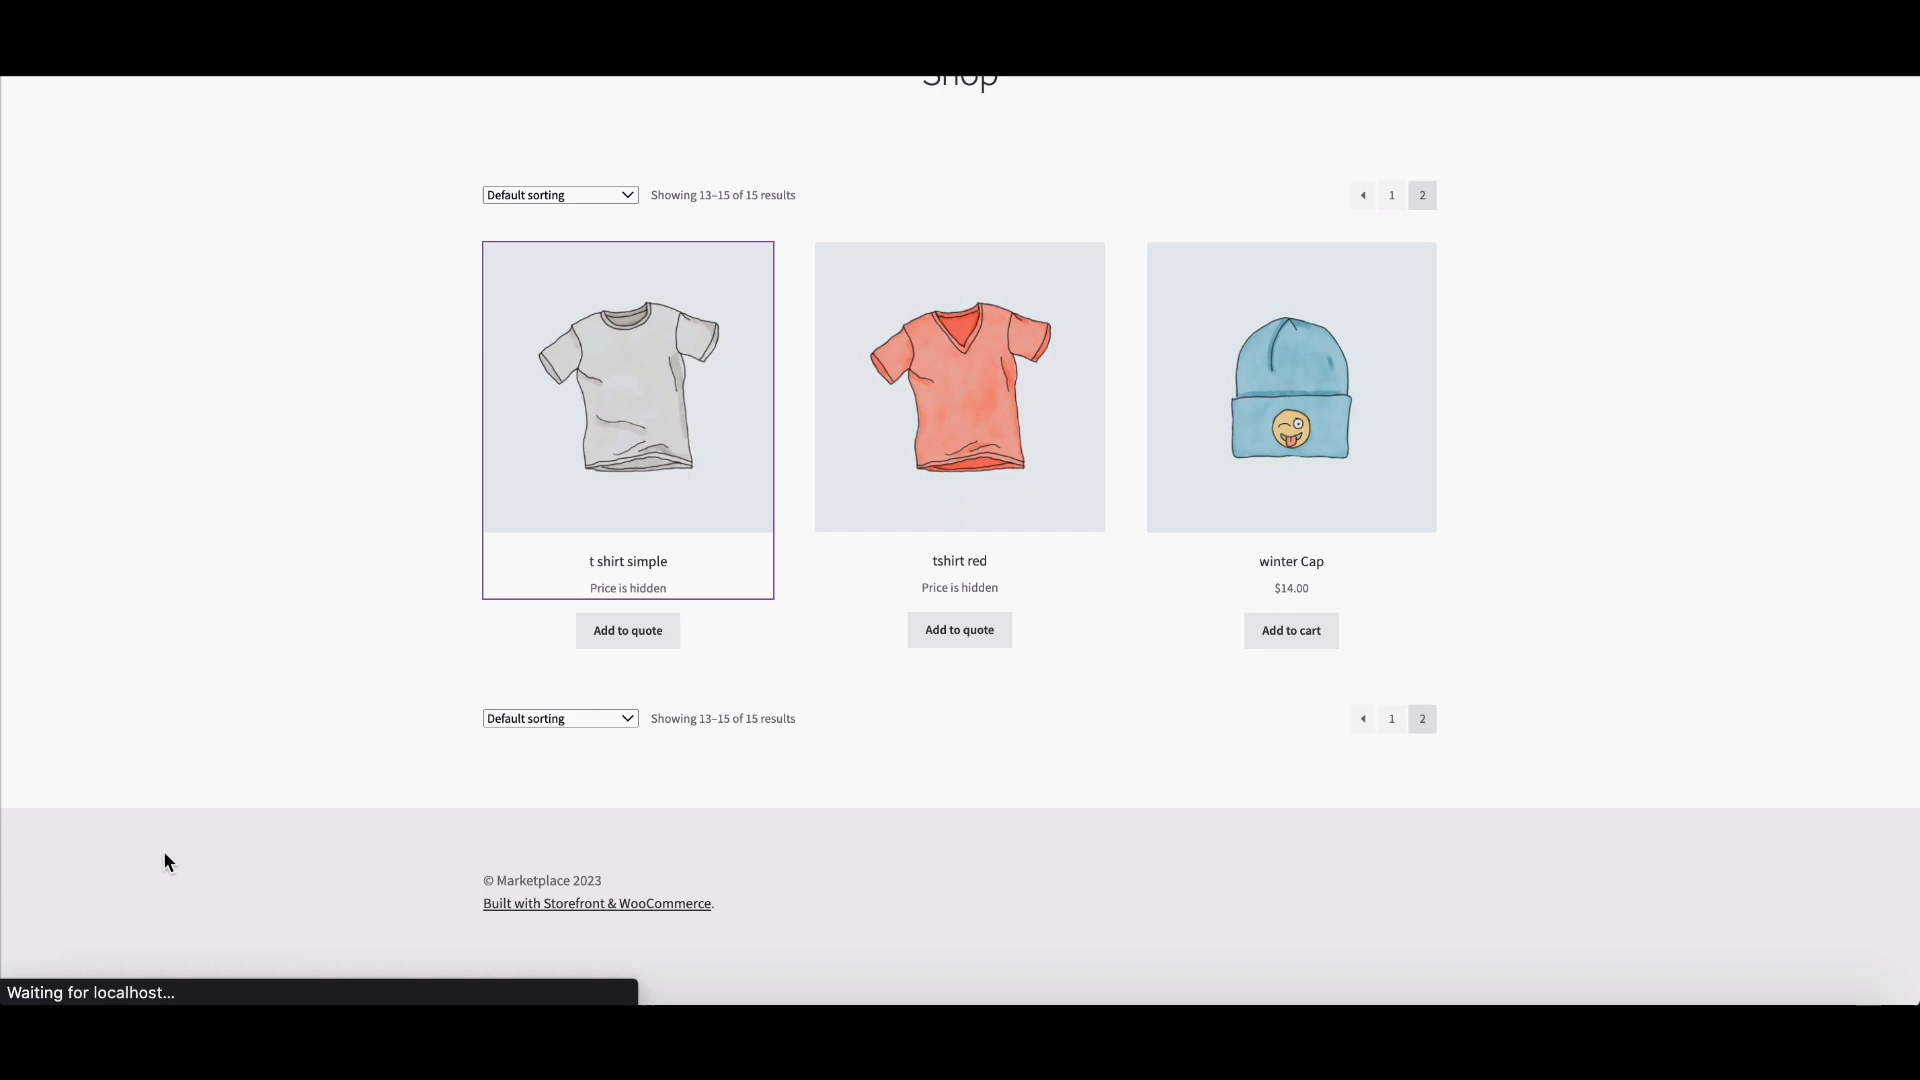 Shop
Default sorting
Showing 13–15 of 15 results
1
2
t shirt simple
Price is hidden
Add to quote
tshirt red
Price is hidden
Add to quote
winter Cap
$14.00
Add to cart
Default sorting
Showing 13–15 of 15 results
1
2
© Marketplace 2023
Built with Storefront & WooCommerce.
Waiting for localhost...